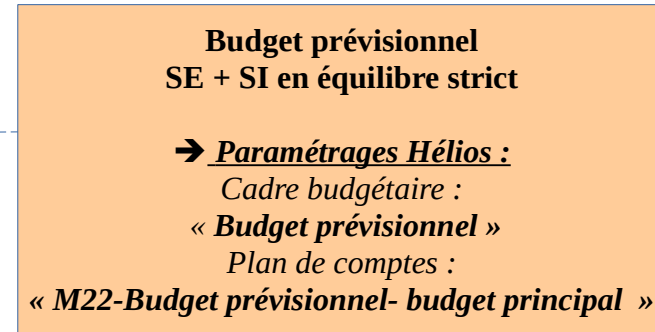 Budget prévisionnel
SE + SI en équilibre strict
➔ Paramétrages Hélios :
Cadre budgétaire :
« Budget prévisionnel »
Plan de comptes :
« M22-Budget prévisionnel- budget principal »